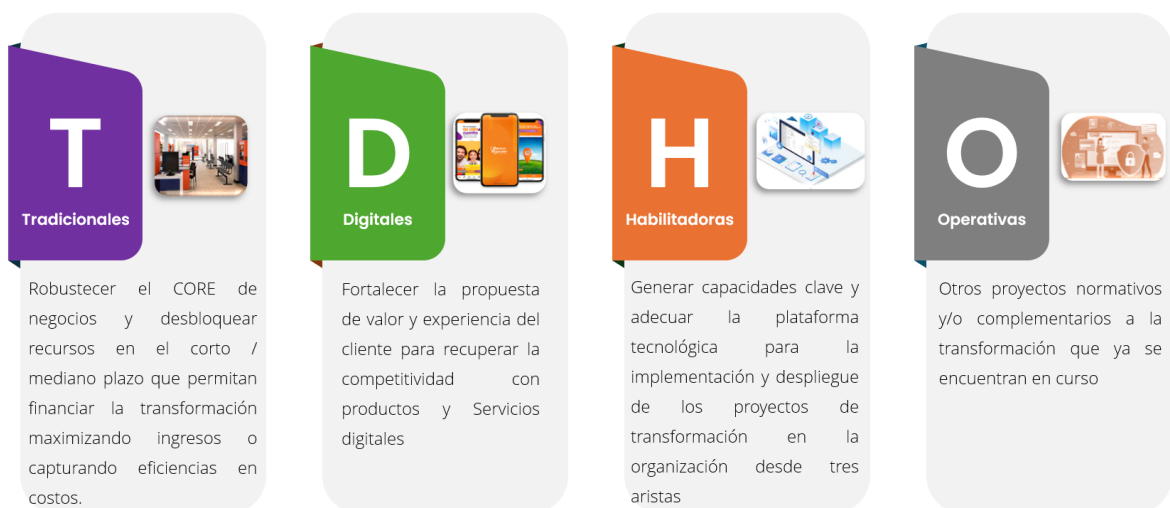 T
Tradicionales
Robustecer el CORE de
negocios y desbloquear
recursos en el corto /
mediano plazo que permitan
financiar la transformación
maximizando ingresos o
capturando eficiencias en
costos.
D
Digitales
Fortalecer la propuesta
de valor y experiencia del
cliente para recuperar la
competitividad con
productos y Servicios
digitales
H
Habilitadoras
Generar capacidades clave y
adecuar la plataforma
tecnológica para la
implementación y despliegue
de los proyectos de
transformación en la
organización desde tres
aristas
O
Operativas
Otros proyectos normativos
y/o complementarios a la
transformación que ya se
encuentran en curso